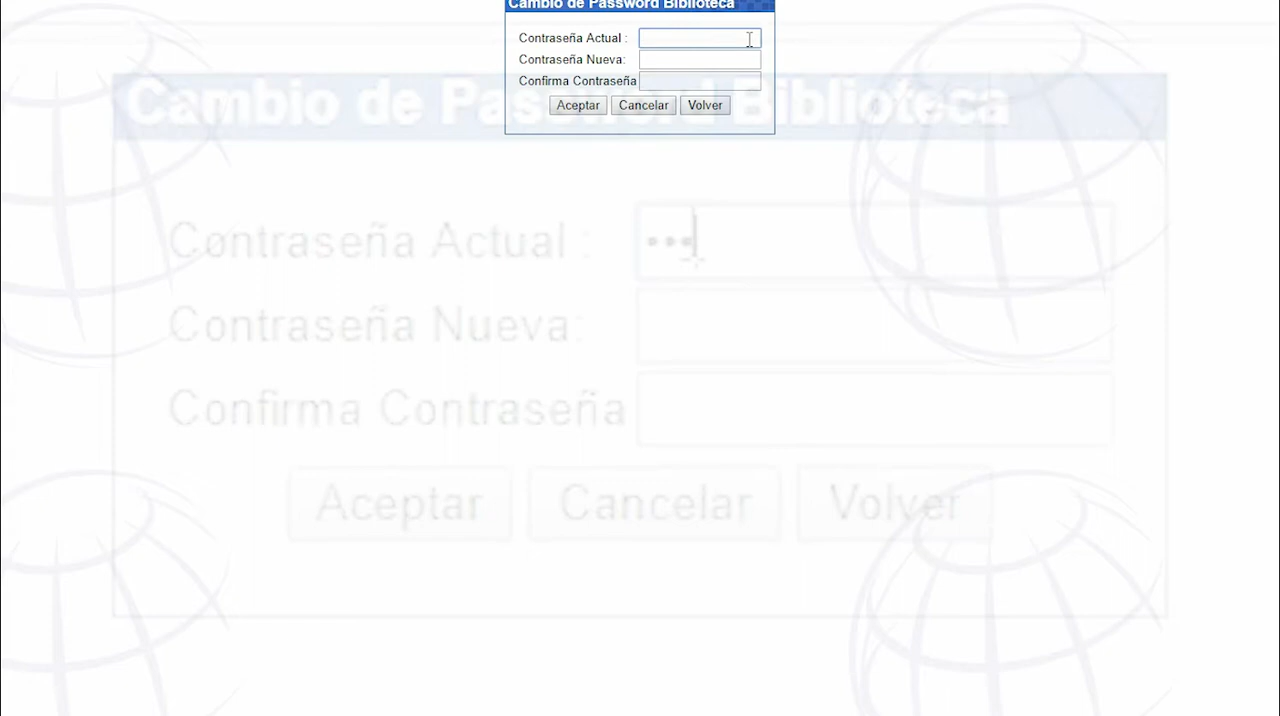 Cambio de Password Biblioteca
Contraseña Actual :
Contraseña Nueva:
Confirma Contraseña
Aceptar Cancelar Volver
Cambio de Password Biblioteca
Contraseña Actual :
Contraseña Nueva:
Confirma Contraseña
Aceptar Cancelar Volver